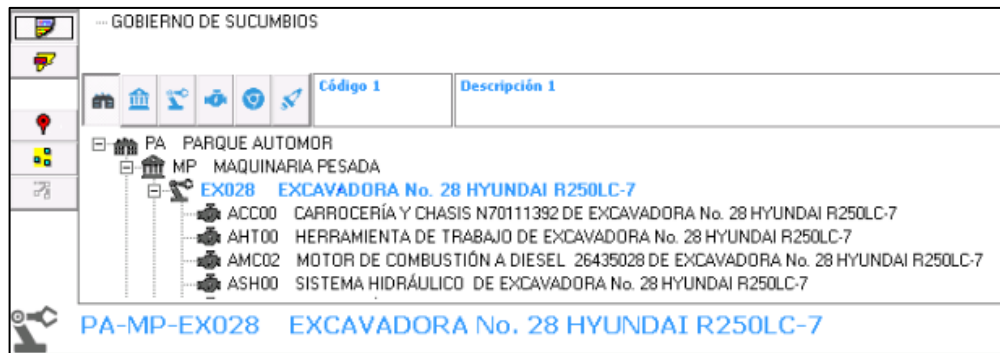 GOBIERNO DE SUCUMBIOS
Código 1 Descripción 1
PA PARQUE AUTOMOR
MP MAQUINARIA PESADA
EX028 EXCAVADORA No. 28 HYUNDAI R250LC-7
ACC00 CARROCERÍA Y CHASIS N70111392 DE EXCAVADORA No. 28 HYUNDAI R250LC-7
AHT00 HERRAMIENTA DE TRABAJO DE EXCAVADORA No. 28 HYUNDAI R250LC-7
AMC02 MOTOR DE COMBUSTIÓN A DIESEL 26435028 DE EXCAVADORA No. 28 HYUNDAI R250LC-7
ASH00 SISTEMA HIDRÁULICO DE EXCAVADORA No. 28 HYUNDAI R250LC-7
PA-MP-EX028 EXCAVADORA No. 28 HYUNDAI R250LC-7